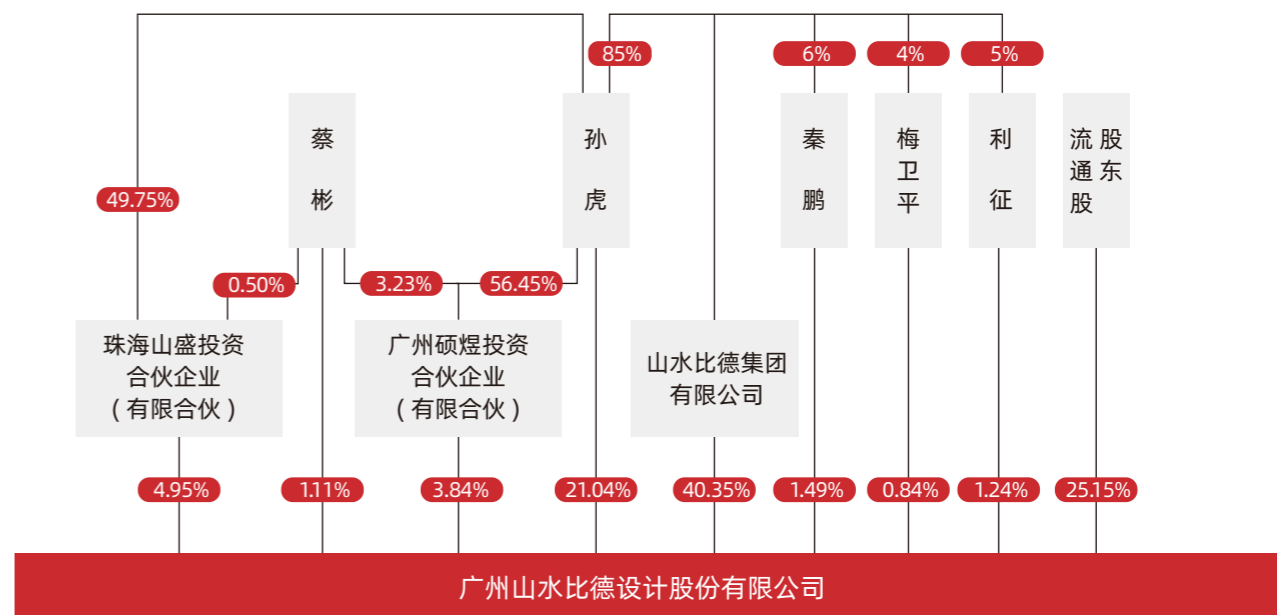 85%
6%
4%
5%
蔡彬
孙虎
秦鹏
梅卫平
利征
流通股
股东
49.75%
0.50%
3.23%
56.45%
珠海山盛投资
合伙企业
(有限合伙)
广州硕煜投资
合伙企业
(有限合伙)
山水比德集团
有限公司
4.95%
1.11%
3.84%
21.04%
40.35%
1.49%
0.84%
1.24%
25.15%
广州山水比德设计股份有限公司